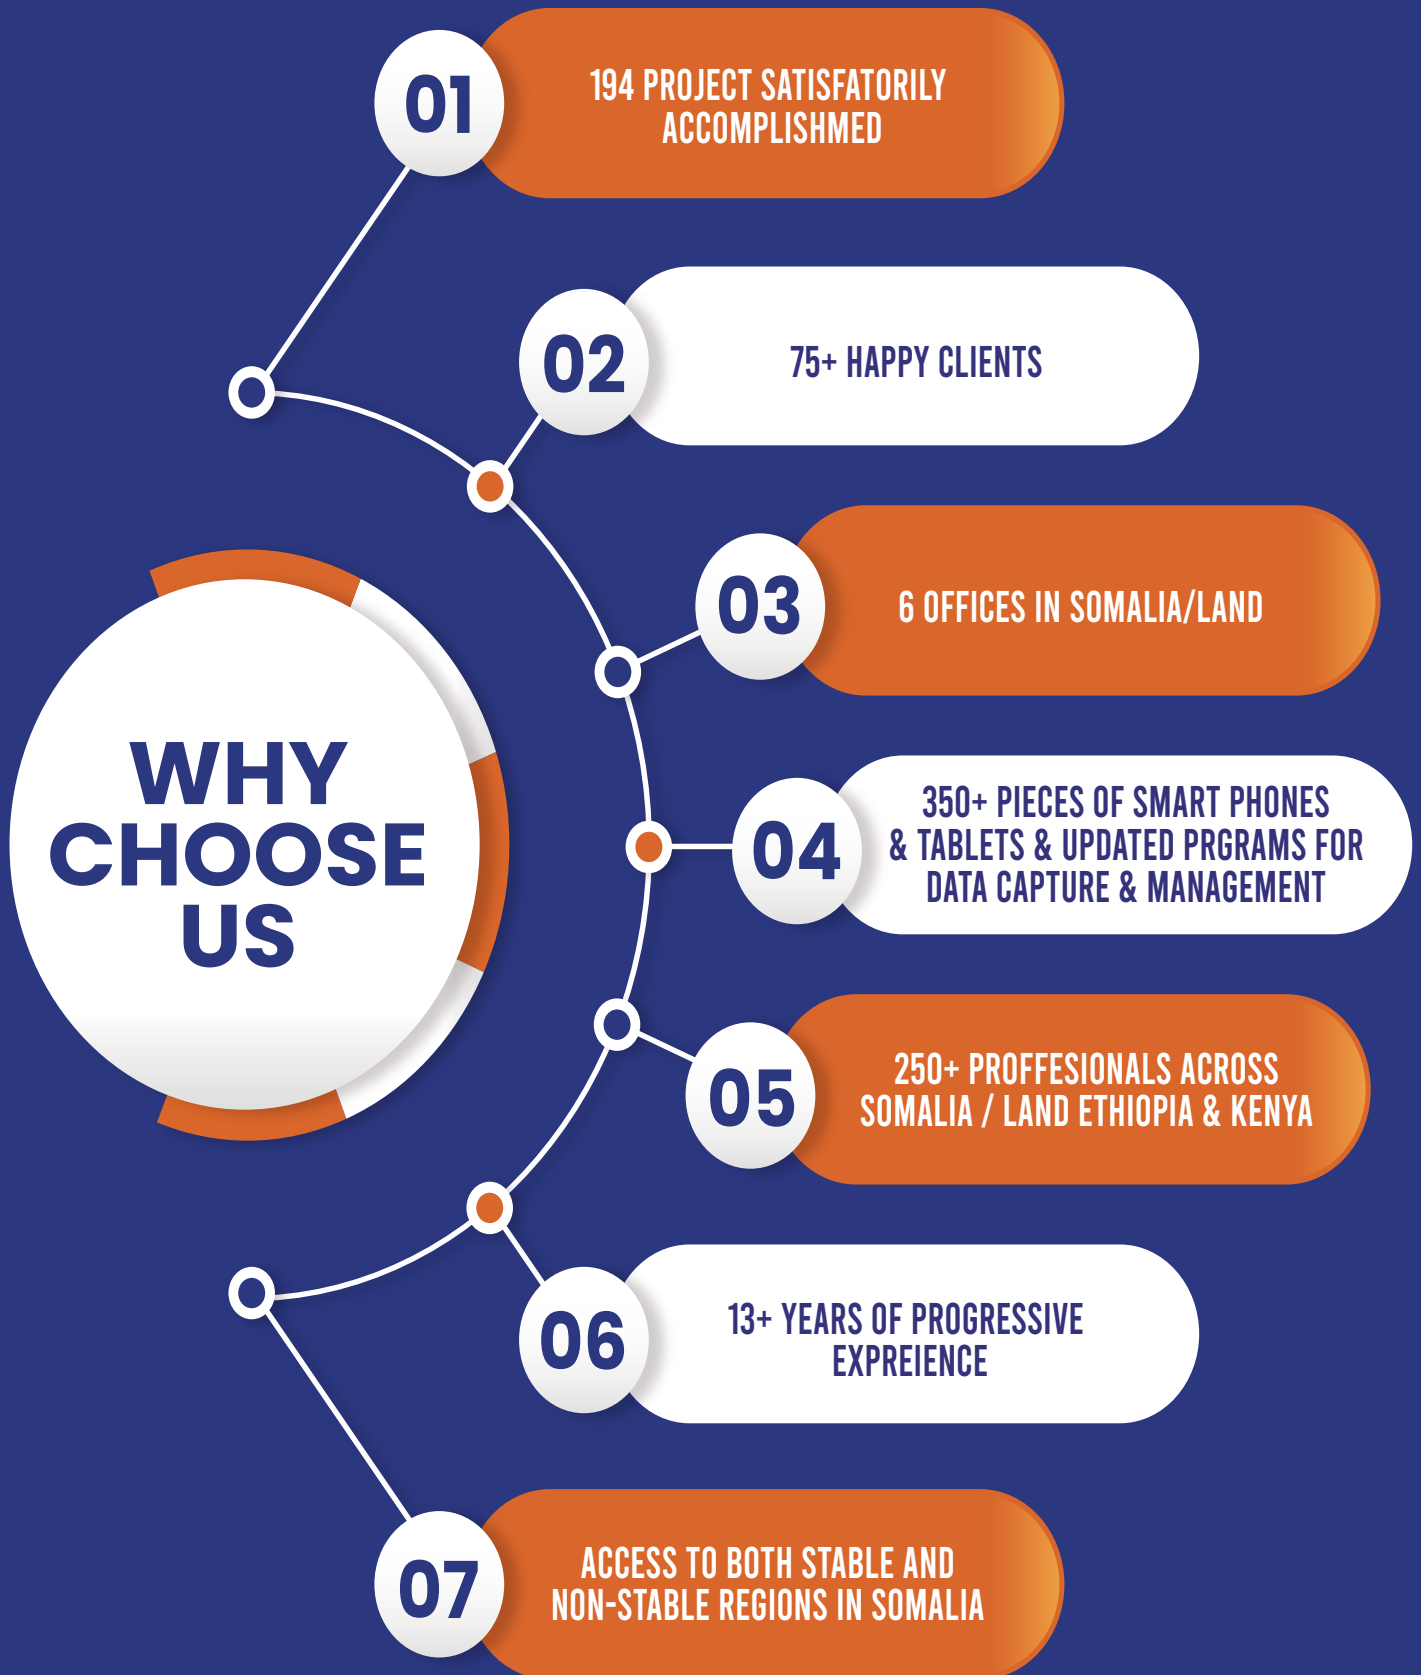 01
194 PROJECT SATISFATORILY
ACCOMPLISHMED
02
75+ HAPPY CLIENTS
03
6 OFFICES IN SOMALIA/LAND
WHY
CHOOSE
US
04
350+ PIECES OF SMART PHONES
& TABLETS & UPDATED PRGRAMS FOR
DATA CAPTURE & MANAGEMENT
05
250+ PROFFESIONALS ACROSS
SOMALIA / LAND ETHIOPIA & KENYA
06
13+ YEARS OF PROGRESSIVE
EXPREIENCE
07
ACCESS TO BOTH STABLE AND
NON-STABLE REGIONS IN SOMALIA